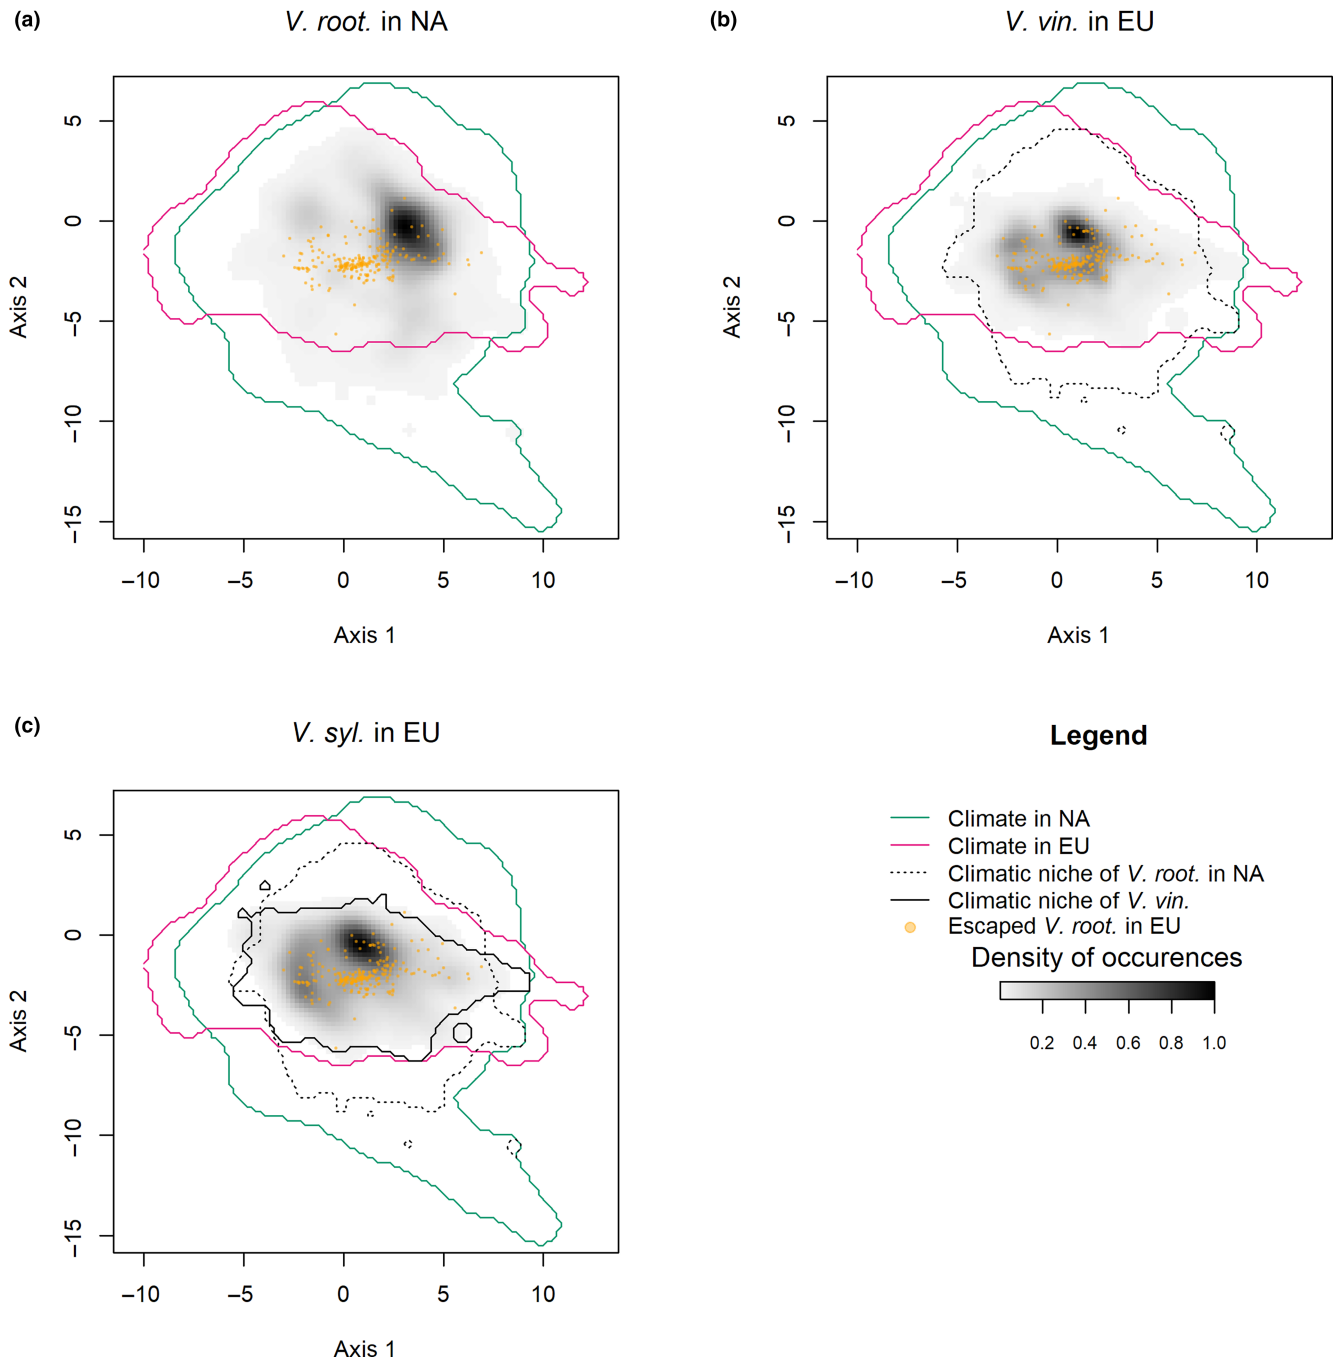 (a)
V. root. in NA
5
0
−5
−10
−15
Axis 2
−10 −5 0 5 10
Axis 1
(b)
V. vin. in EU
5
0
−5
−10
−15
Axis 2
−10 −5 0 5 10
Axis 1
(c)
V. syl. in EU
5
0
−5
−10
−15
Axis 2
−10 −5 0 5 10
Axis 1
Legend
Climate in NA
Climate in EU
Climatic niche of V. root. in NA
Climatic niche of V. vin.
Escaped V. root. in EU
Density of occurences
0.2 0.4 0.6 0.8 1.0